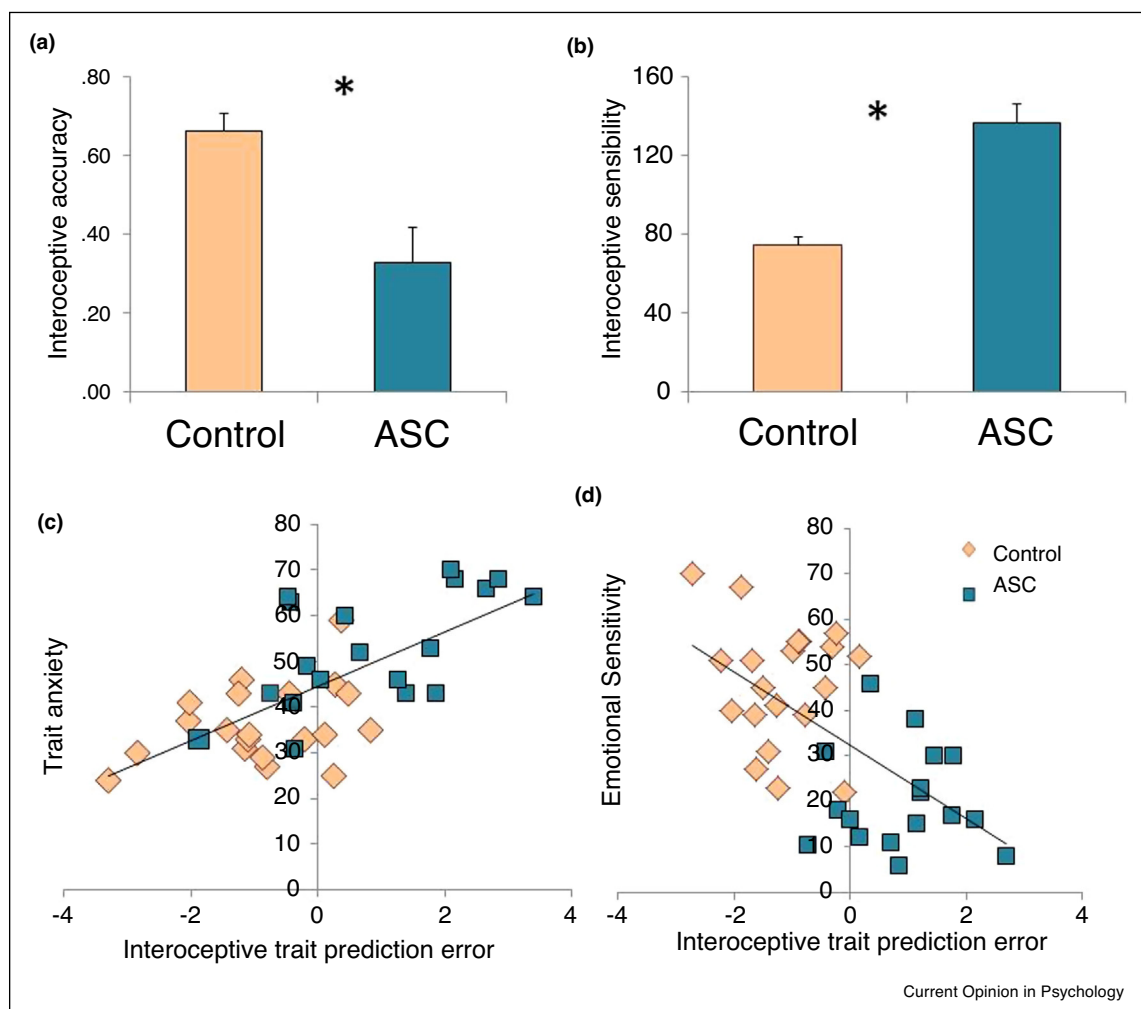 (a)
.80
.60
.40
.20
.00
Interoceptive accuracy
*
Control ASC
(b)
160
120
80
40
0
Interoceptive sensibility
*
Control ASC
(c)
80
70
60
50
40
30
20
10
0
Trait anxiety
-4 -2 0 2 4
Interoceptive trait prediction error
(d)
80
70
60
50
40
30
20
10
0
Emotional Sensitivity
Control
ASC
-4 -2 0 2 4
Interoceptive trait prediction error
Current Opinion in Psychology